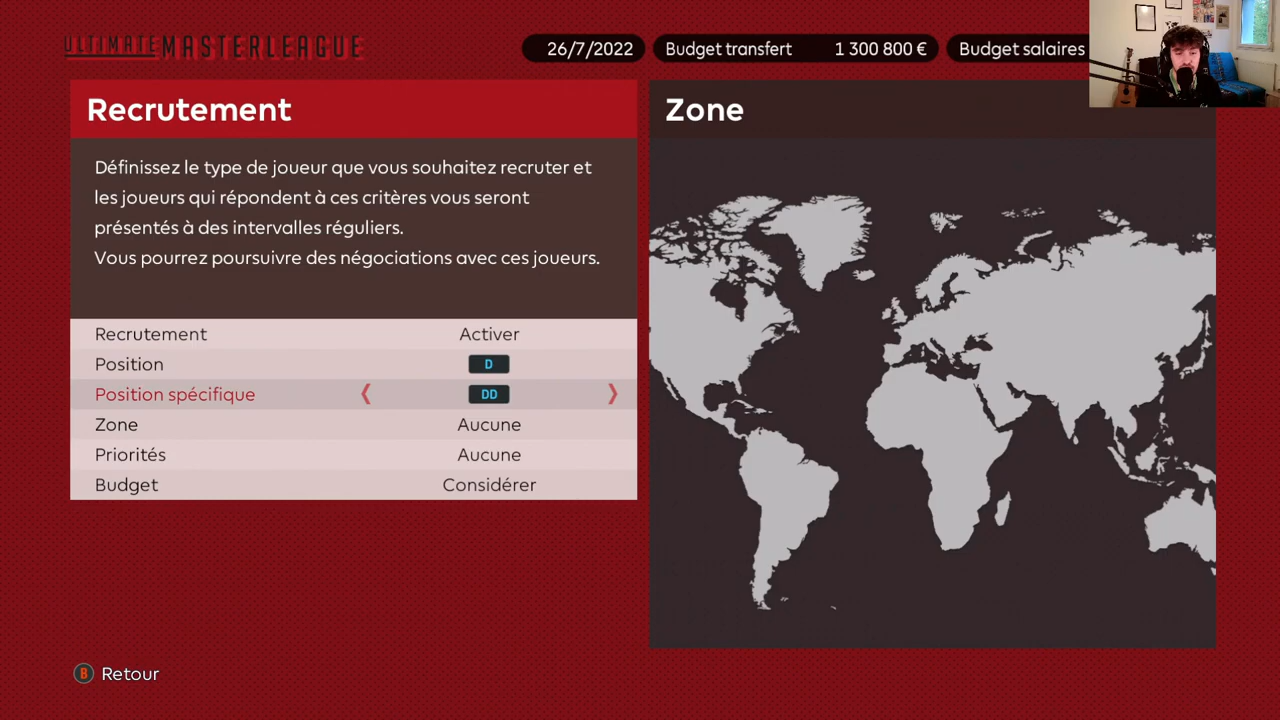 ULTIMATE MASTERLEAGUE
26/7/2022
Budget transfert 1 300 800 €
Budget salaires
Recrutement
Définissez le type de joueur que vous souhaitez recruter et
les joueurs qui répondent à ces critères vous seront
présentés à des intervalles réguliers.
Vous pourrez poursuivre des négociations avec ces joueurs.
Recrutement Activer
Position D
Position spécifique DD
Zone Aucune
Priorités Aucune
Budget Considérer
Zone
B Retour